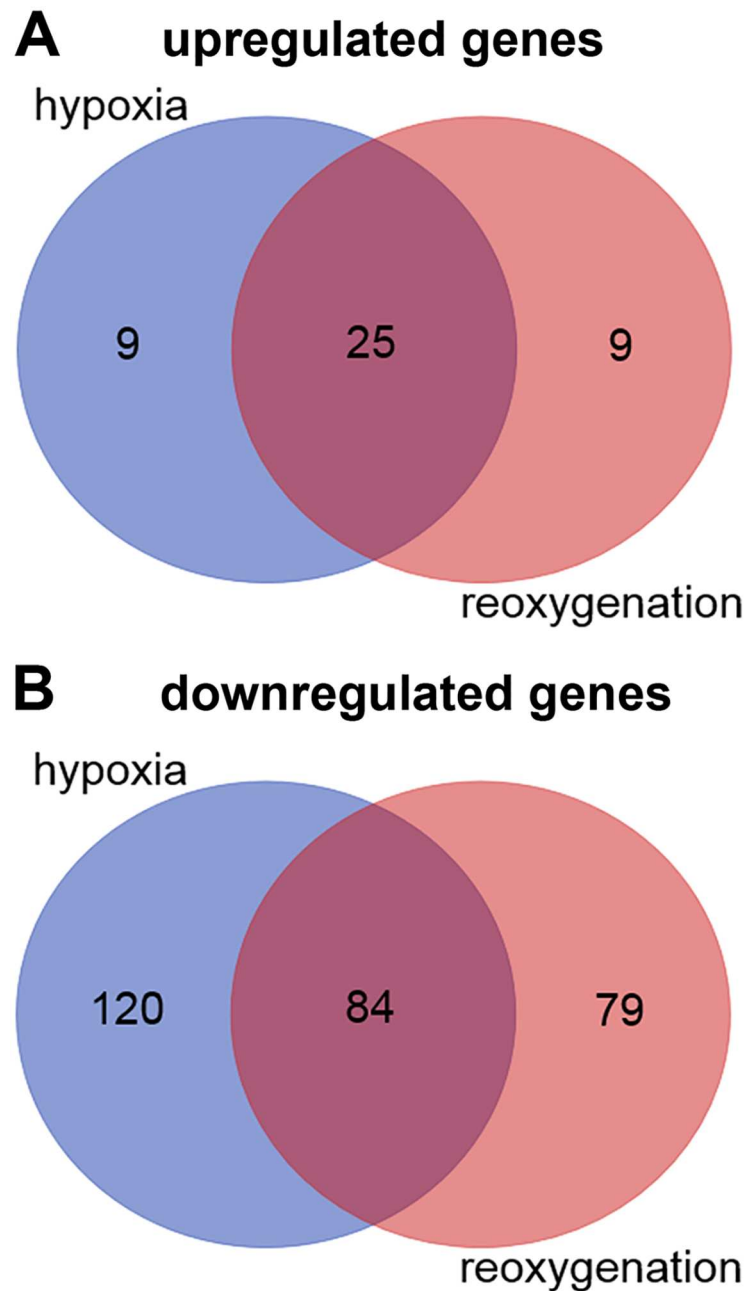 A upregulated genes
hypoxia
9 25 9
reoxygenation
B downregulated genes
hypoxia
120 84 79
reoxygenation